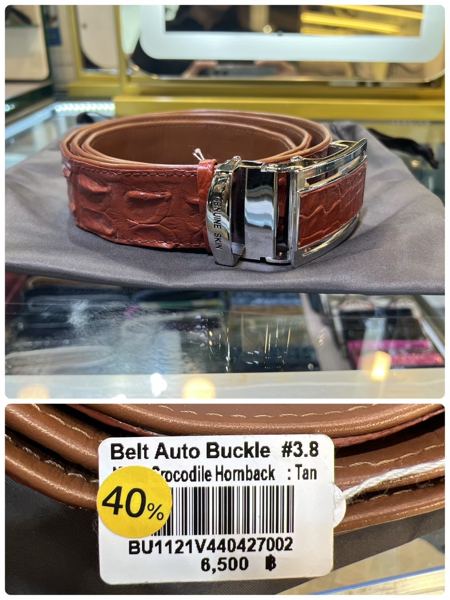 GENUINE SKIN
Belt Auto Buckle #3.8
Crocodile Hornback : Tan
40%
BU1121V440427002
6,500 ฿